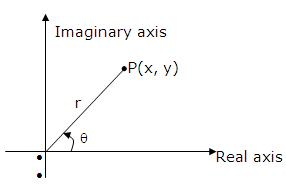 Imaginary axis
P(x, y)
r
θ
Real axis